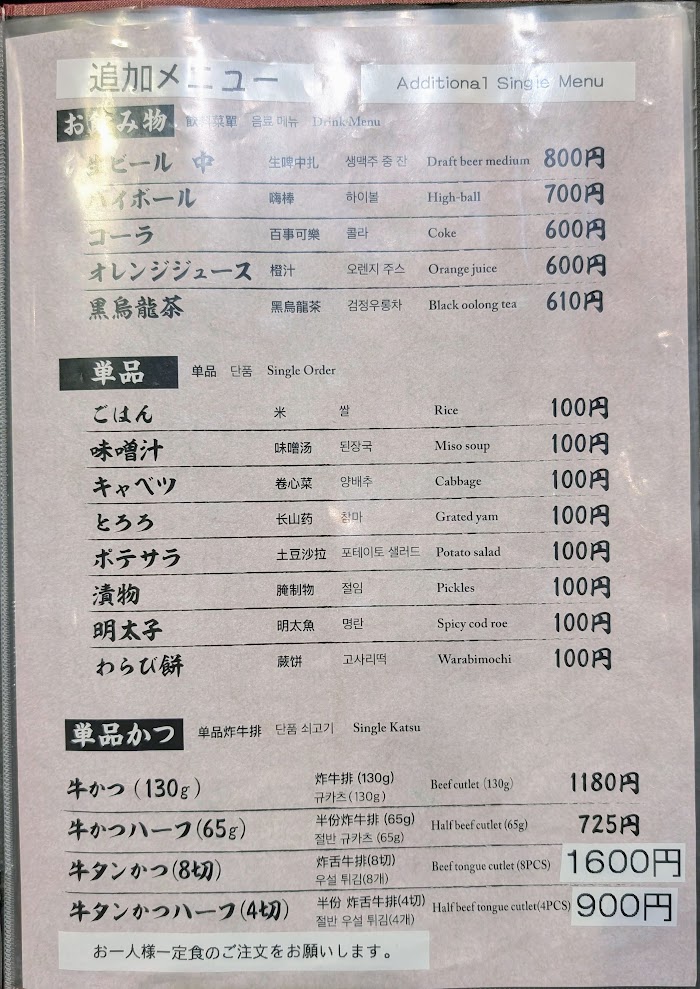 追加メニュー Additional Single Menu
お飲み物 飲料菜單 음료 메뉴 Drink Menu
生ビール 中 生啤中扎 생맥주 중 잔 Draft beer medium 800円
ハイボール 嗨棒 하이볼 High-ball 700円
コーラ 百事可樂 콜라 Coke 600円
オレンジジュース 橙汁 오렌지 주스 Orange juice 600円
黒烏龍茶 黑烏龍茶 검정우롱차 Black oolong tea 610円
単品 単品 단품 Single Order
ごはん 米 쌀 Rice 100円
味噌汁 味噌汤 된장국 Miso soup 100円
キャベツ 卷心菜 양배추 Cabbage 100円
とろろ 长山药 참마 Grated yam 100円
ポテサラ 土豆沙拉 포테이토 샐러드 Potato salad 100円
漬物 腌制物 절임 Pickles 100円
明太子 明太魚 명란 Spicy cod roe 100円
わらび餅 蕨饼 고사리떡 Warabimochi 100円
単品かつ 单品炸牛排 단품 쇠고기 Single Katsu
牛かつ(130g) 炸牛排 (130g) 규카츠(130g) Beef cutlet (130g) 1180円
牛かつハーフ(65g) 半份炸牛排 (65g) 절반 규카츠 (65g) Half beef cutlet (65g) 725円
牛タンかつ(8切) 炸舌牛排(8切) 우설 튀김(8개) Beef tongue cutlet (8PCS) 1600円
牛タンかつハーフ(4切) 半份 炸舌牛排(4切) 절반 우설 튀김(4개) Half beef tongue cutlet(4PCS) 900円
お一人様一定食のご注文をお願いします。